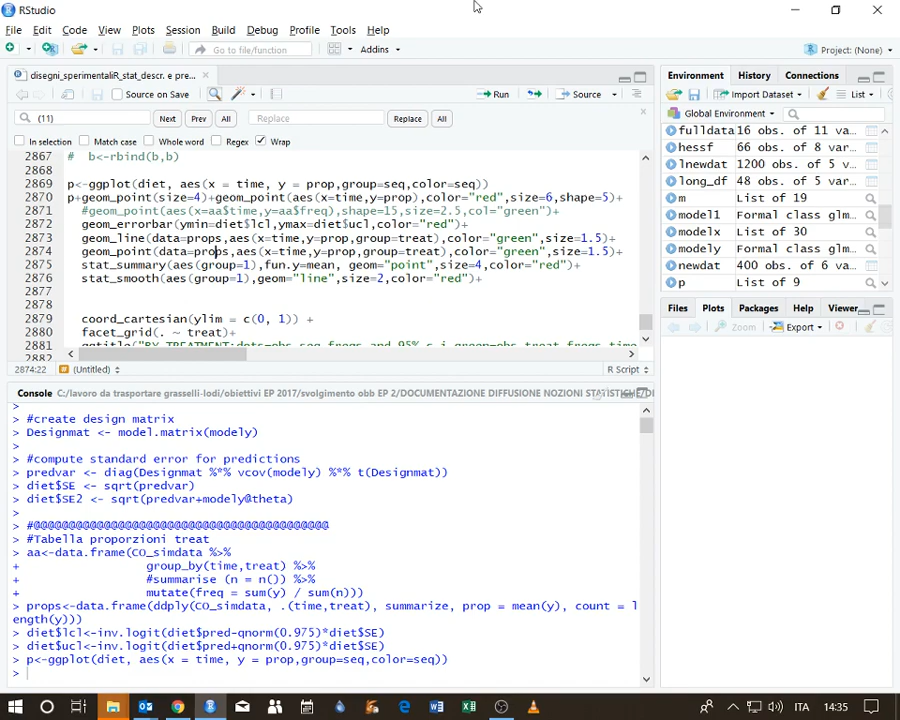 RStudio
File Edit Code View Plots Session Build Debug Profile Tools Help
Go to file/function
Addins
Project: (None)
disegni_sperimentaliR_stat_descr. e pre...
Source on Save
Run
Source
(11)
Next Prev All
Replace
Replace All
In selection Match case Whole word Regex Wrap
2867 # b<-rbind(b,b)
2868
2869 p<-ggplot(diet, aes(x = time, y = prop,group=seq,color=seq))
2870 p+geom_point(size=4)+geom_point(aes(x=time,y=prop),color="red",size=6,shape=5)+
2871 #geom_point(aes(x=aa$time,y=aa$freq),shape=15,size=2.5,col="green")+
2872 geom_errorbar(ymin=diet$lcl,ymax=diet$ucl,color="red")+
2873 geom_line(data=props,aes(x=time,y=prop,group=treat),color="green",size=1.5)+
2874 geom_point(data=props,aes(x=time,y=prop,group=treat),color="green",size=1.5)+
2875 stat_summary(aes(group=1),fun.y=mean, geom="point",size=4,color="red")+
2876 stat_smooth(aes(group=1),geom="line",size=2,color="red")+
2877
2878
2879 coord_cartesian(ylim = c(0, 1)) +
2880 facet_grid(. ~ treat)+
2881 ggtitle("BY TREATMENT:dots=obs seq freqs and 95% c.i green=obs treat freqs time
2882
2874:22 (Untitled) R Script
Console C:/lavoro da trasportare grasselli-lodi/obiettivi EP 2017/svolgimento obb EP 2/DOCUMENTAZIONE DIFFUSIONE NOZIONI STATISTICHE/DI
>
> #create design matrix
> Designmat <- model.matrix(modely)
>
> #compute standard error for predictions
> predvar <- diag(Designmat %*% vcov(modely) %*% t(Designmat))
> diet$SE <- sqrt(predvar)
> diet$SE2 <- sqrt(predvar+modely@theta)
>
> #@@@@@@@@@@@@@@@@@@@@@@@@@@@@@@@@@@@@@@@@@@
> #Tabella proporzioni treat
> aa<-data.frame(CO_simdata %>%
+ group_by(time,treat) %>%
+ #summarise (n = n()) %>%
+ mutate(freq = sum(y) / sum(n)))
> props<-data.frame(ddply(CO_simdata, .(time,treat), summarize, prop = mean(y), count = l
ength(y)))
> diet$lcl<-inv.logit(diet$pred-qnorm(0.975)*diet$SE)
> diet$ucl<-inv.logit(diet$pred+qnorm(0.975)*diet$SE)
> p<-ggplot(diet, aes(x = time, y = prop,group=seq,color=seq))
>
Environment History Connections
Import Dataset List
Global Environment
fulldata 16 obs. of 11 va...
hessf 66 obs. of 8 var...
lnewdat 1200 obs. of 5 v...
long_df 48 obs. of 5 var...
m List of 19
model1 Formal class glm...
modelx List of 30
modely Formal class glm...
newdat 400 obs. of 6 va...
p List of 9
Files Plots Packages Help Viewer
Zoom Export
ITA 14:35